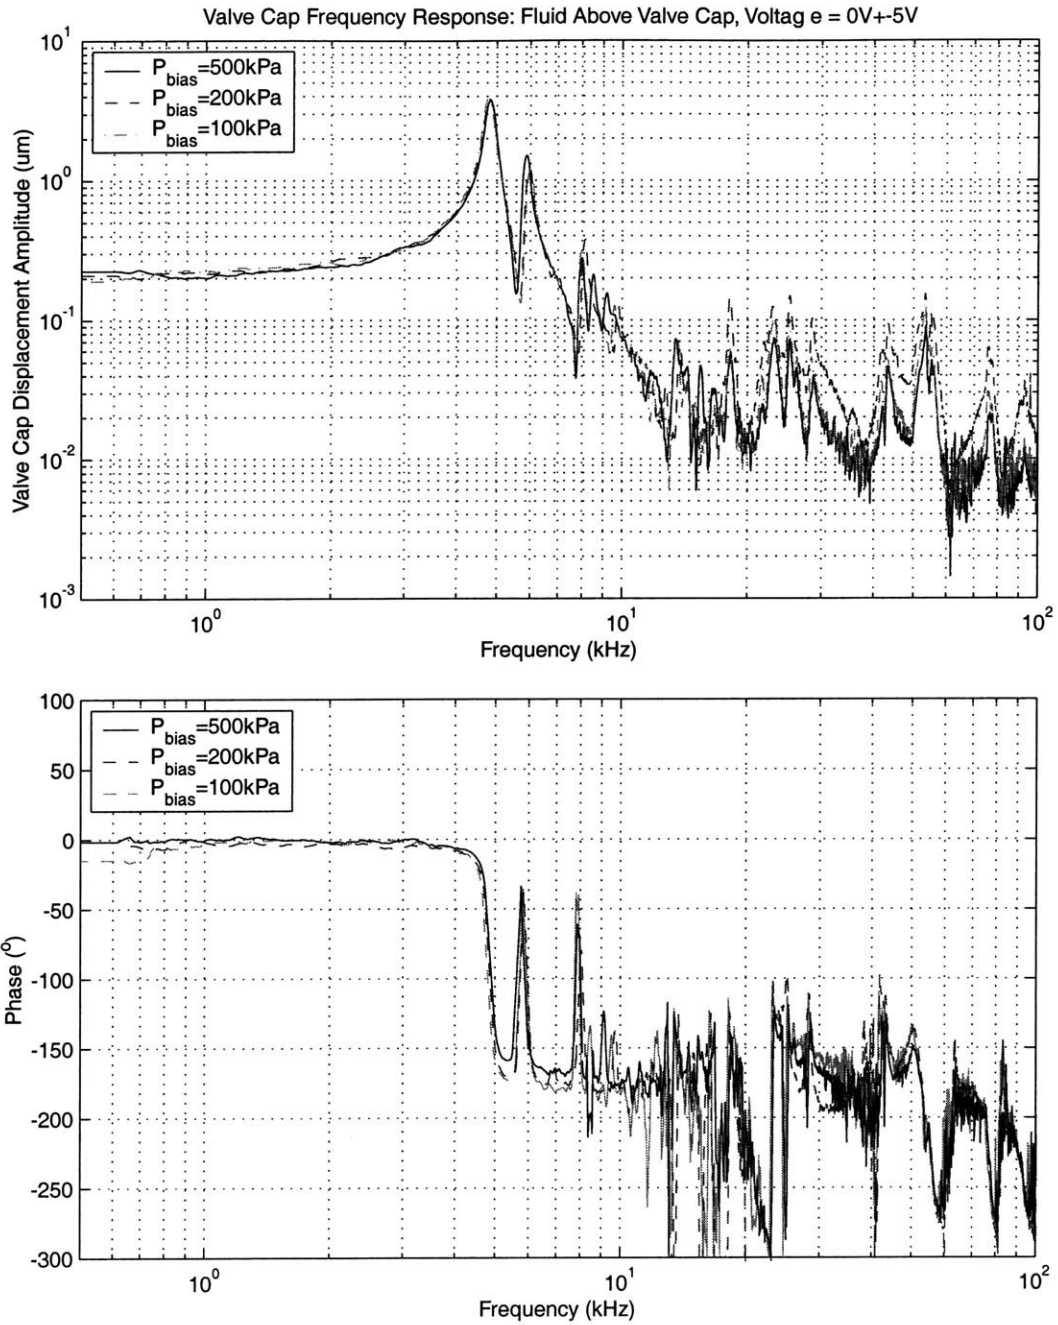 Valve Cap Frequency Response: Fluid Above Valve Cap, Voltag e = 0V+-5V
10^1
10^0
10^-1
10^-2
10^-3
Valve Cap Displacement Amplitude (um)
P_bias=500kPa
P_bias=200kPa
P_bias=100kPa
10^0 10^1 10^2
Frequency (kHz)
100
50
0
-50
-100
-150
-200
-250
-300
Phase (°)
P_bias=500kPa
P_bias=200kPa
P_bias=100kPa
10^0 10^1 10^2
Frequency (kHz)